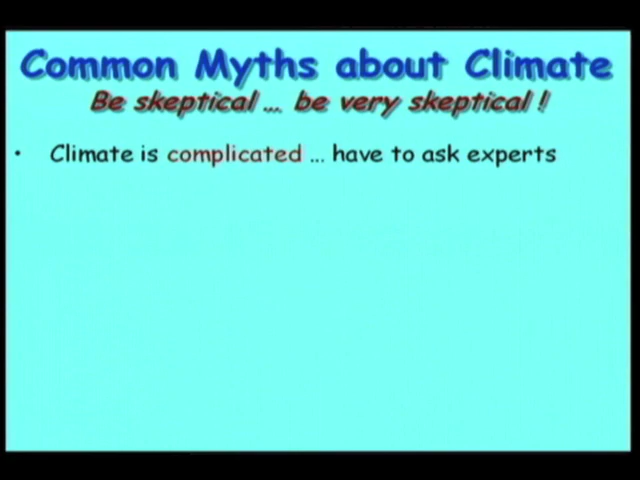 Common Myths about Climate
Be skeptical ... be very skeptical !
• Climate is complicated ... have to ask experts